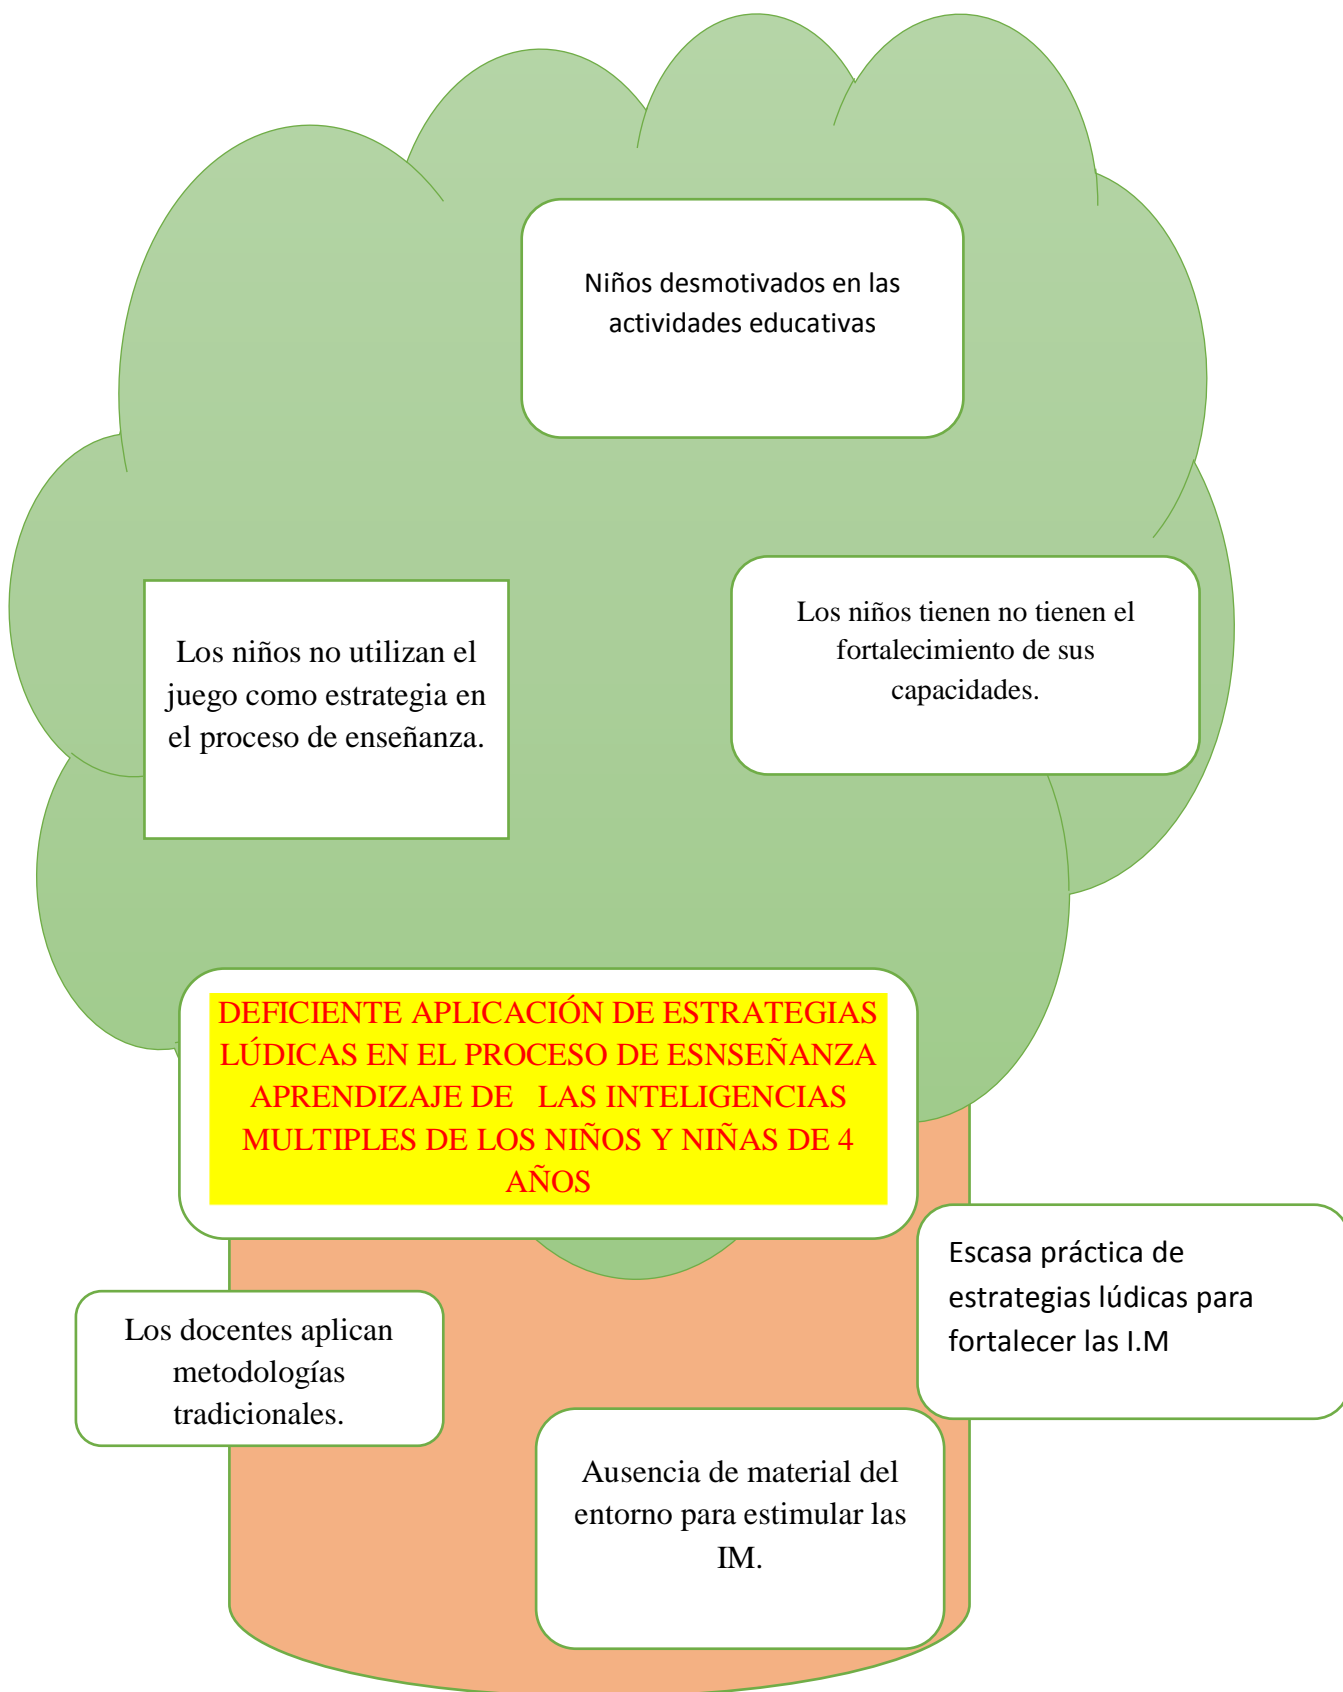 Niños desmotivados en las
actividades educativas
Los niños no utilizan el
juego como estrategia en
el proceso de enseñanza.
Los niños tienen no tienen el
fortalecimiento de sus
capacidades.
DEFICIENTE APLICACIÓN DE ESTRATEGIAS
LÚDICAS EN EL PROCESO DE ESNSEÑANZA
APRENDIZAJE DE   LAS INTELIGENCIAS
MULTIPLES DE LOS NIÑOS Y NIÑAS DE 4
AÑOS
Los docentes aplican
metodologías
tradicionales.
Escasa práctica de
estrategias lúdicas para
fortalecer las I.M
Ausencia de material del
entorno para estimular las
IM.